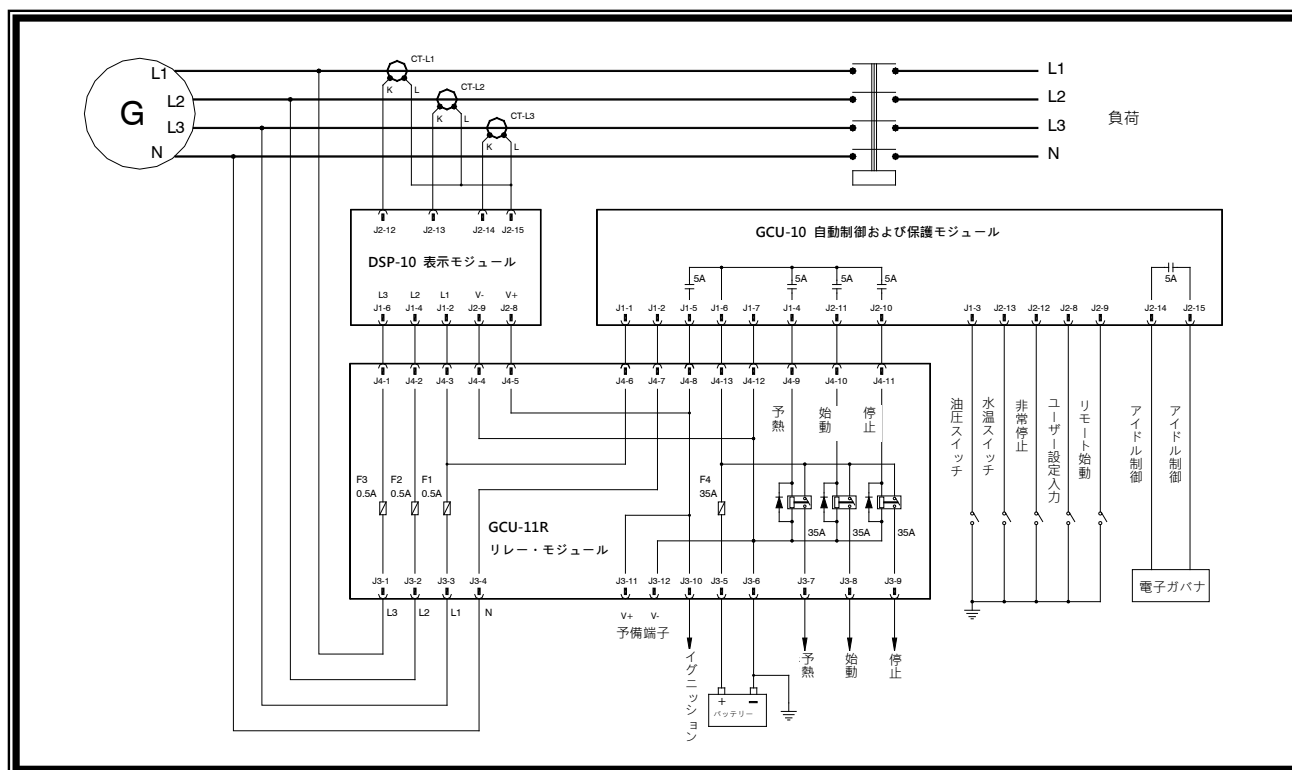 CT-L1
L1
L1
K
L
CT-L2
L2
L2
G
K
L
CT-L3
L3
L3
負荷
K
L
N
N
J2-12
J2-13
J2-14
J2-15
DSP-10 表示モジュール
L3
L2
L1
V-
V+
J1-6
J1-4
J1-2
J2-9
J2-8
GCU-10 自動制御および保護モジュール
5A
5A
5A
5A
5A
J1-1
J1-2
J1-5
J1-6
J1-7
J1-4
J2-11
J2-10
J1-3
J2-13
J2-12
J2-8
J2-9
J2-14
J2-15
J4-1
J4-2
J4-3
J4-4
J4-5
J4-6
J4-7
J4-8
J4-13
J4-12
J4-9
J4-10
J4-11
予熱
始動
停止
油圧スイッチ
水温スイッチ
非常停止
ユーザー設定入力
リモート始動
アイドル制御
アイドル制御
F3
0.5A
F2
0.5A
F1
0.5A
F4
35A
35A
35A
35A
GCU-11R
リレー・モジュール
J3-1
J3-2
J3-3
J3-4
J3-11
J3-12
J3-10
J3-5
J3-6
J3-7
J3-8
J3-9
L3
L2
L1
N
V+
V-
予備端子
イグニッション
予熱
始動
停止
電子ガバナ
+
−
バッテリー